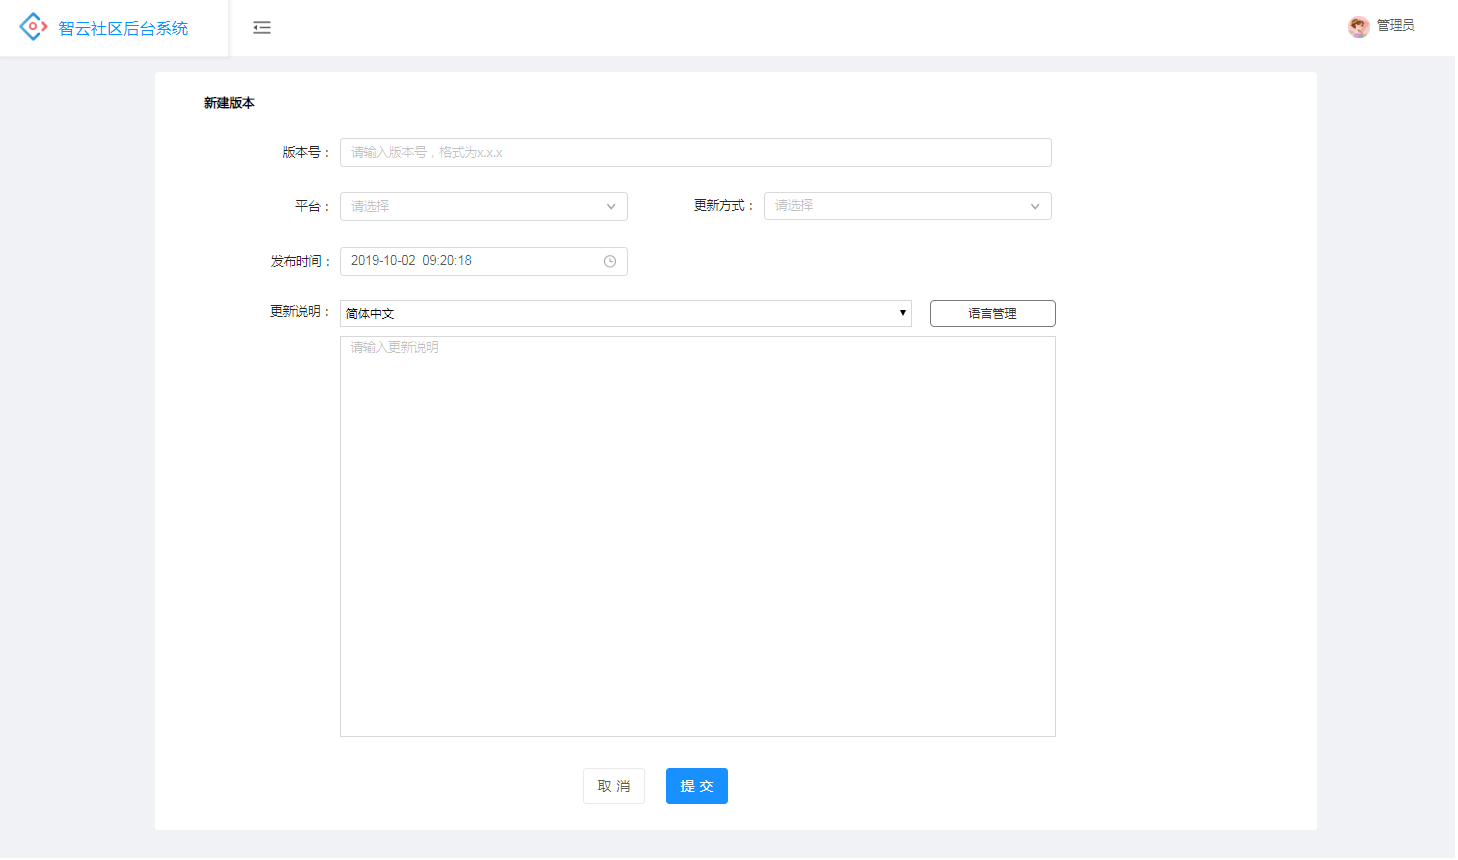 智云社区后台系统
管理员
新建版本
版本号：
请输入版本号，格式为x.x.x
平台：
请选择
更新方式：
请选择
发布时间：
2019-10-02 09:20:18
更新说明：
简体中文
语言管理
请输入更新说明
取 消
提 交